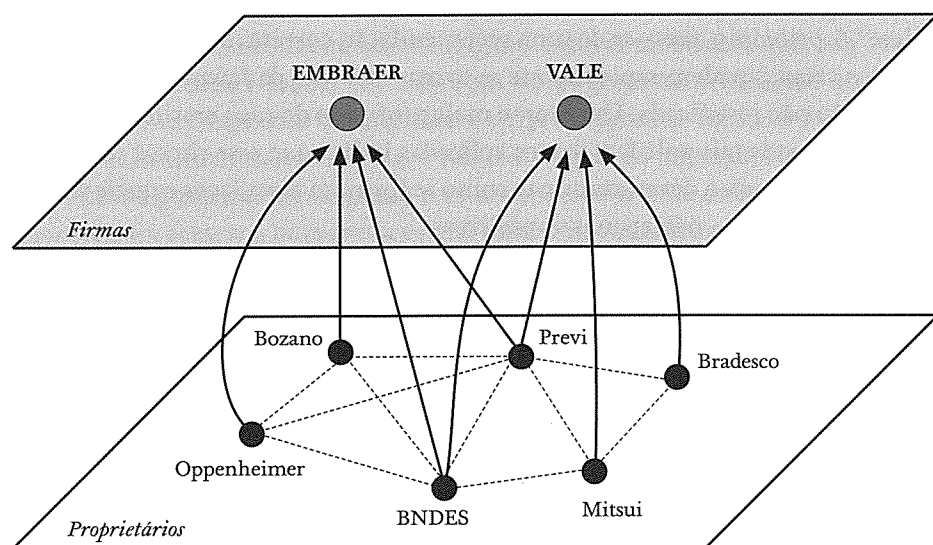 EMBRAER
VALE
Firmas
Bozano
Previ
Bradesco
Oppenheimer
BNDES
Mitsui
Proprietários